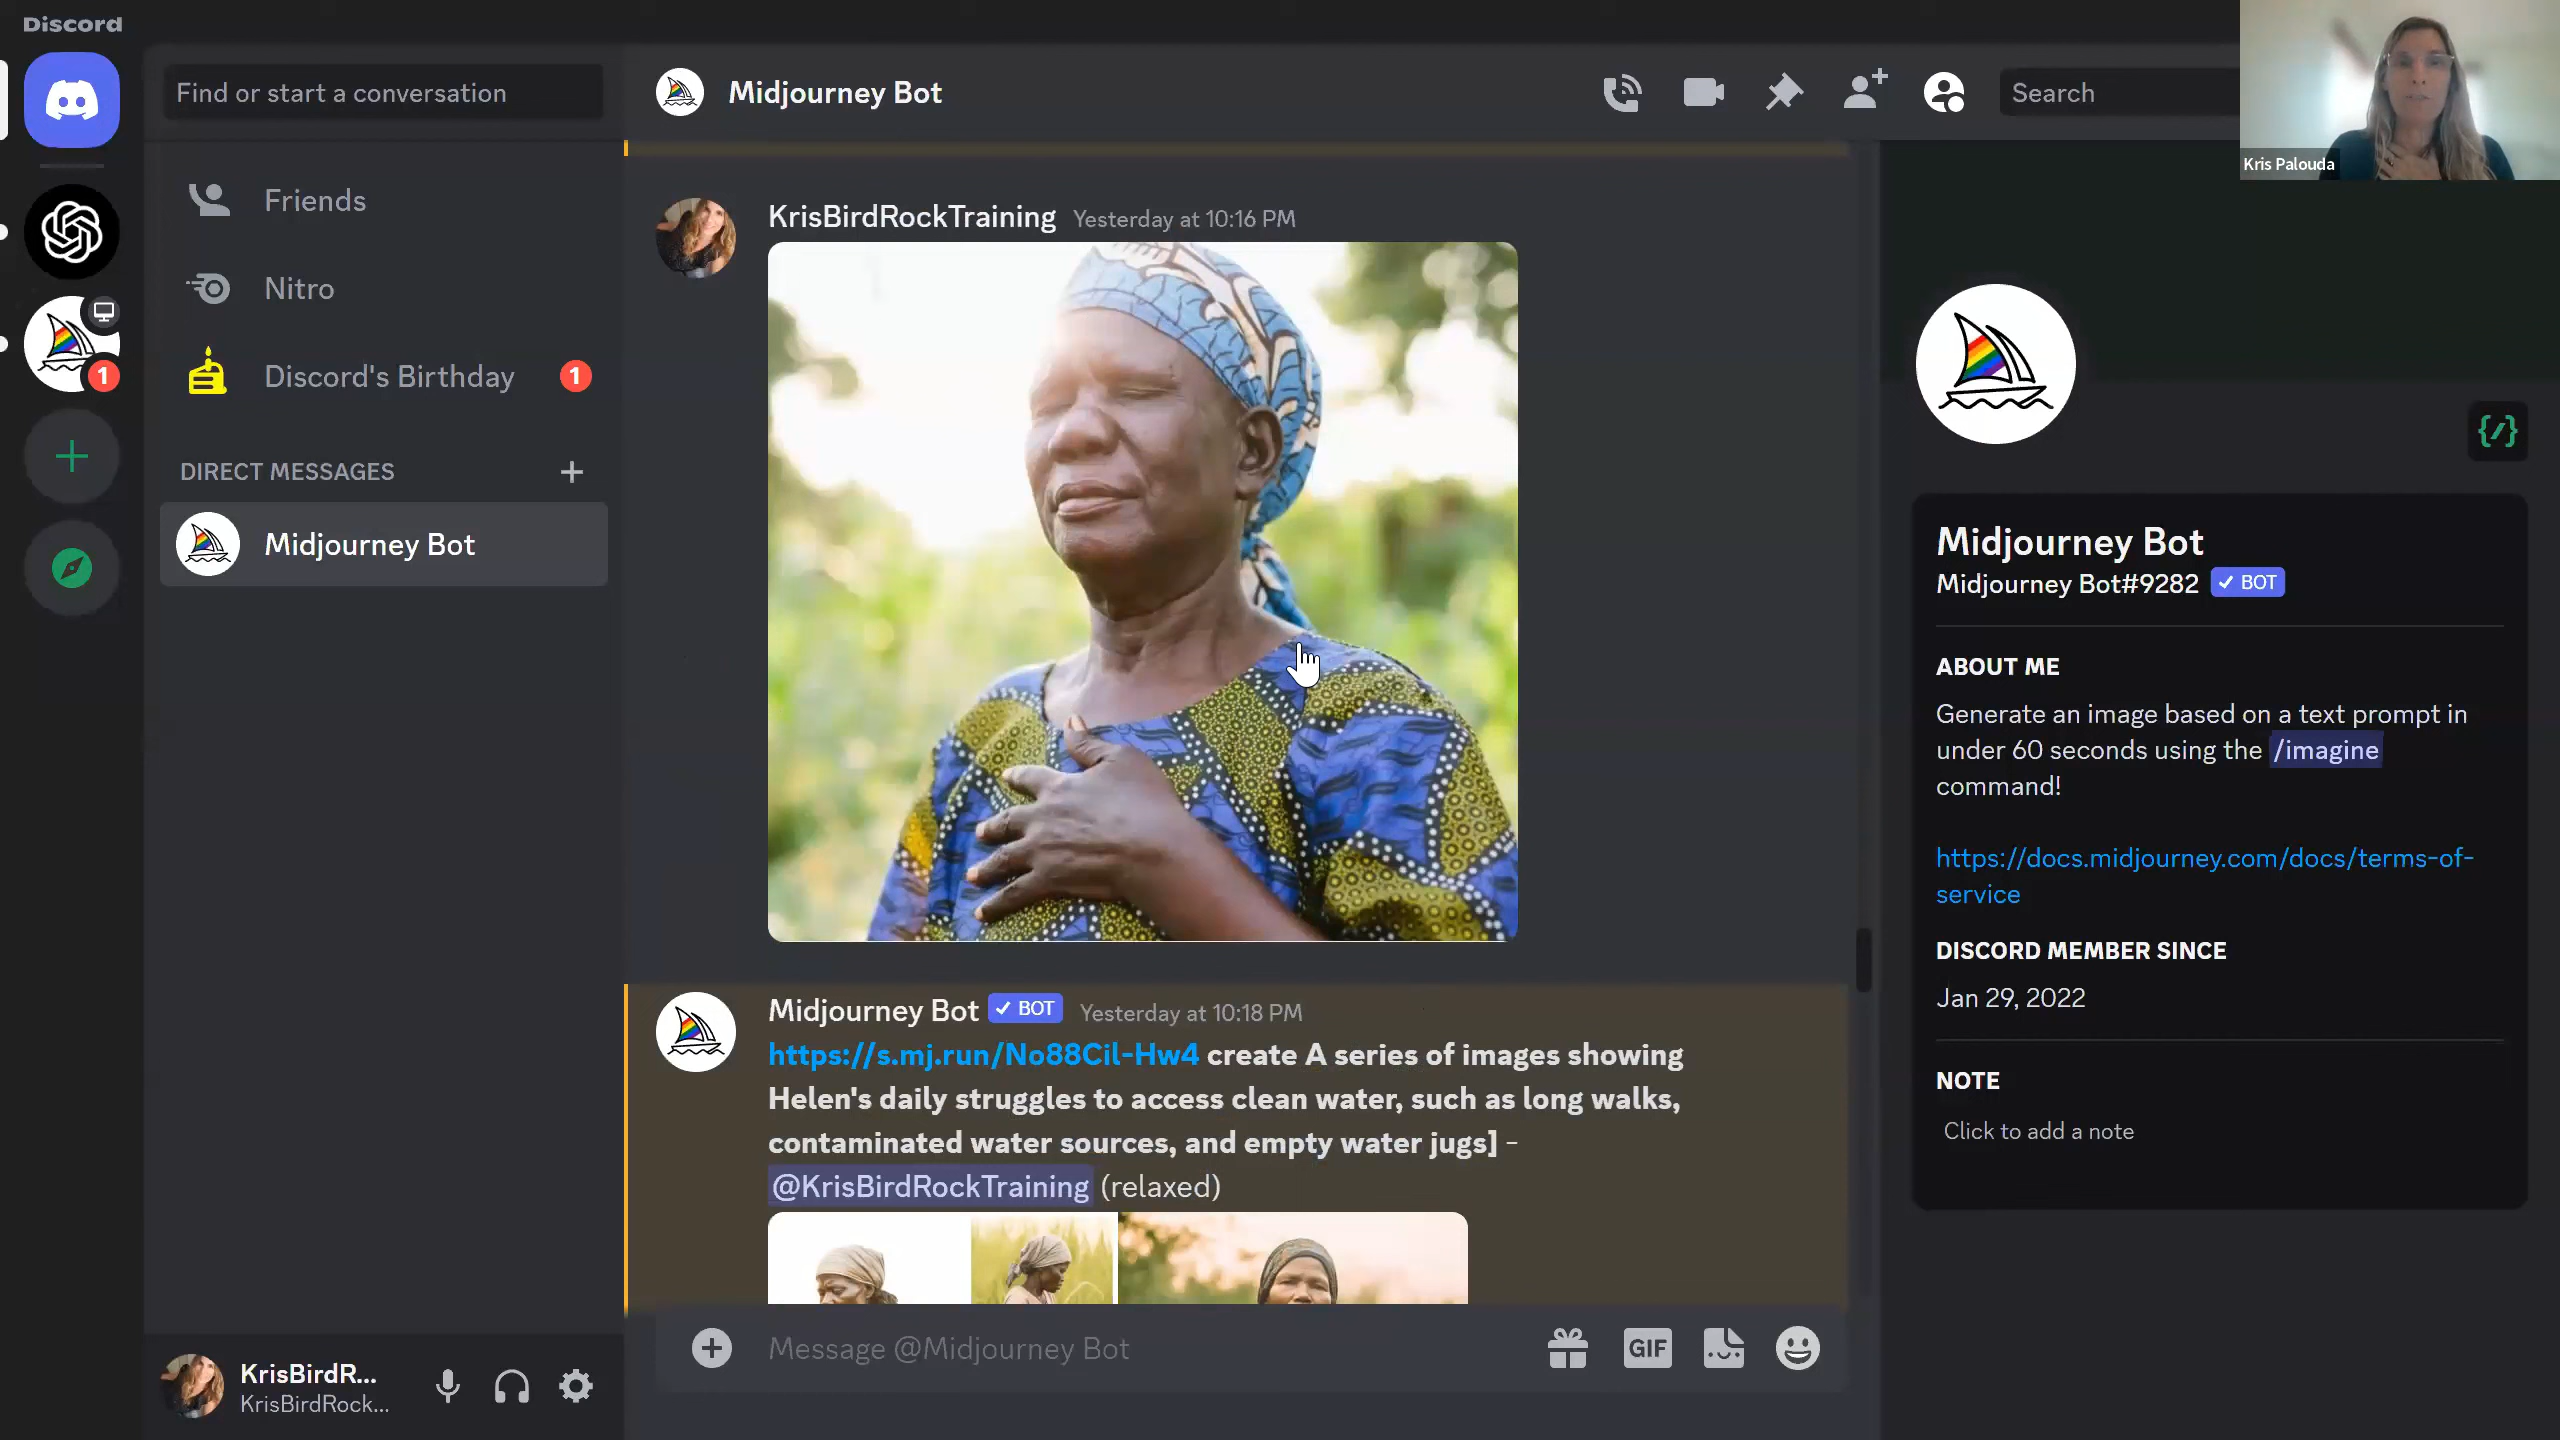 Discord
Find or start a conversation
Friends
Nitro
Discord's Birthday
1
1
DIRECT MESSAGES
Midjourney Bot
KrisBirdR...
KrisBirdRock...
Midjourney Bot
Search
Kris Palouda
KrisBirdRockTraining Yesterday at 10:16 PM
Midjourney Bot BOT Yesterday at 10:18 PM
https://s.mj.run/No88Cil-Hw4 create A series of images showing
Helen's daily struggles to access clean water, such as long walks,
contaminated water sources, and empty water jugs] -
@KrisBirdRockTraining (relaxed)
Message @Midjourney Bot
GIF
Midjourney Bot
Midjourney Bot#9282 BOT
ABOUT ME
Generate an image based on a text prompt in
under 60 seconds using the /imagine
command!
https://docs.midjourney.com/docs/terms-of-
service
DISCORD MEMBER SINCE
Jan 29, 2022
NOTE
Click to add a note